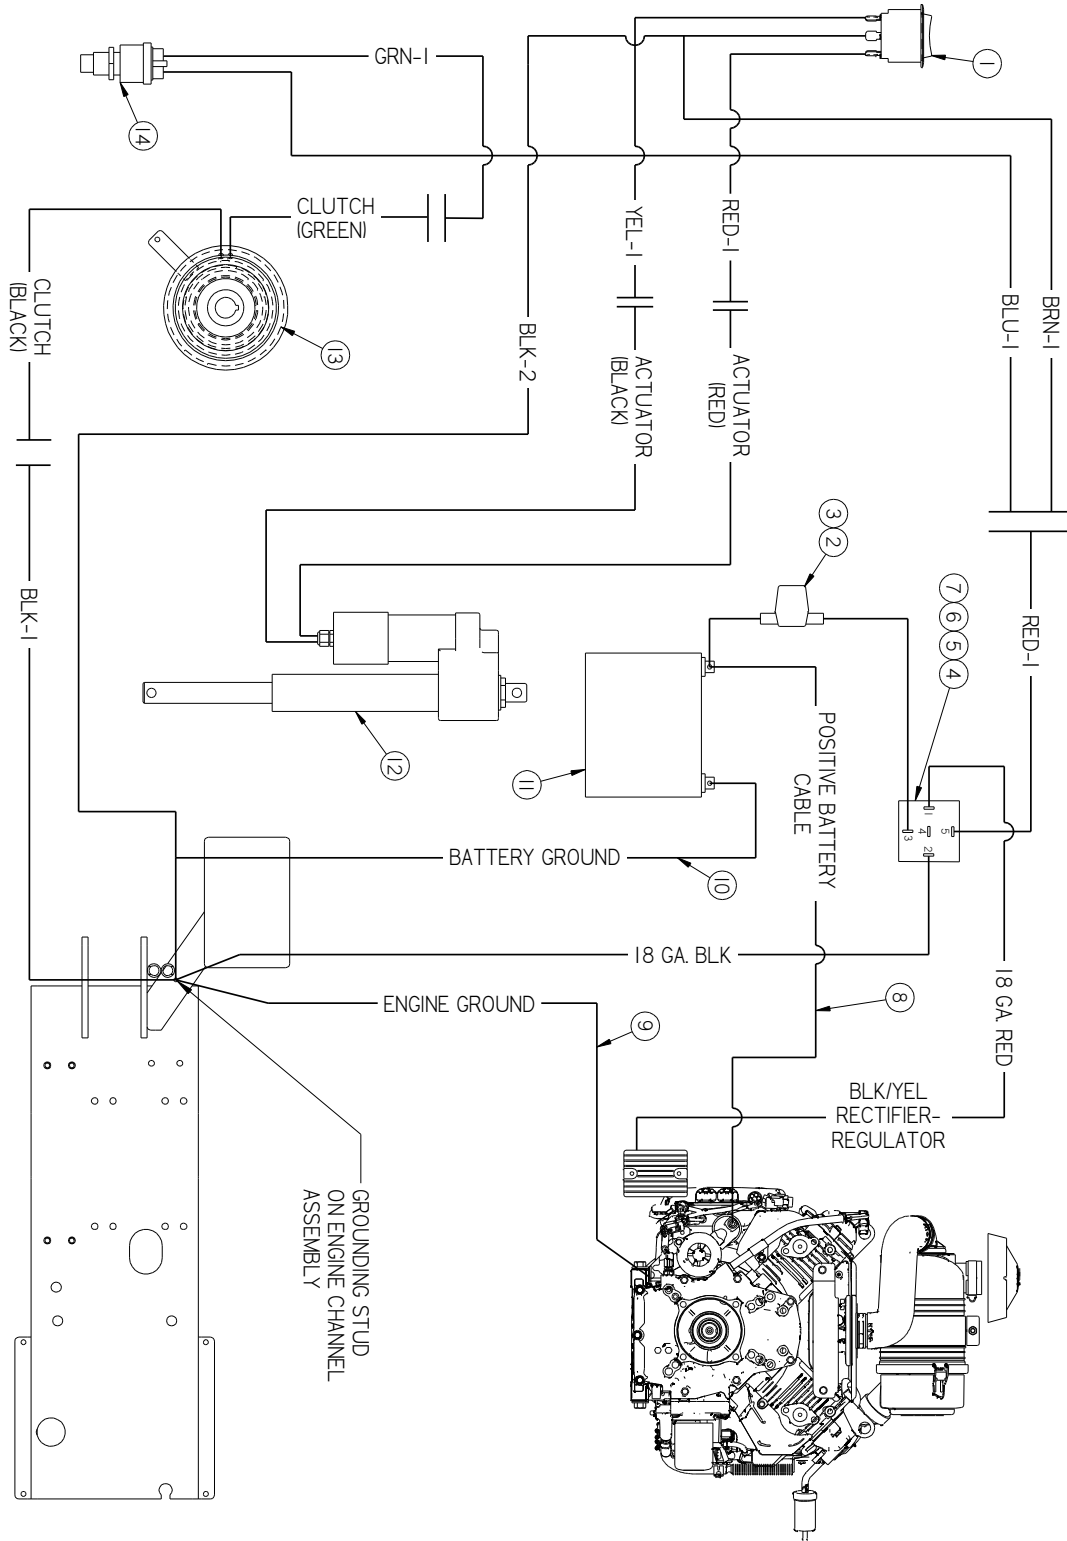 GRN-1
1
14
CLUTCH
(GREEN)
CLUTCH
(BLACK)
13
BLK-2
YEL-1
RED-1
BLU-1
BRN-1
ACTUATOR
(BLACK)
ACTUATOR
(RED)
3 2
7 6 5 4
RED-1
BLK-1
12
11
POSITIVE BATTERY
CABLE
1
3 4 5
2
BATTERY GROUND
10
18 GA. BLK
ENGINE GROUND
9
8
18 GA. RED
BLK/YEL
RECTIFIER-
REGULATOR
GROUNDING STUD
ON ENGINE CHANNEL
ASSEMBLY